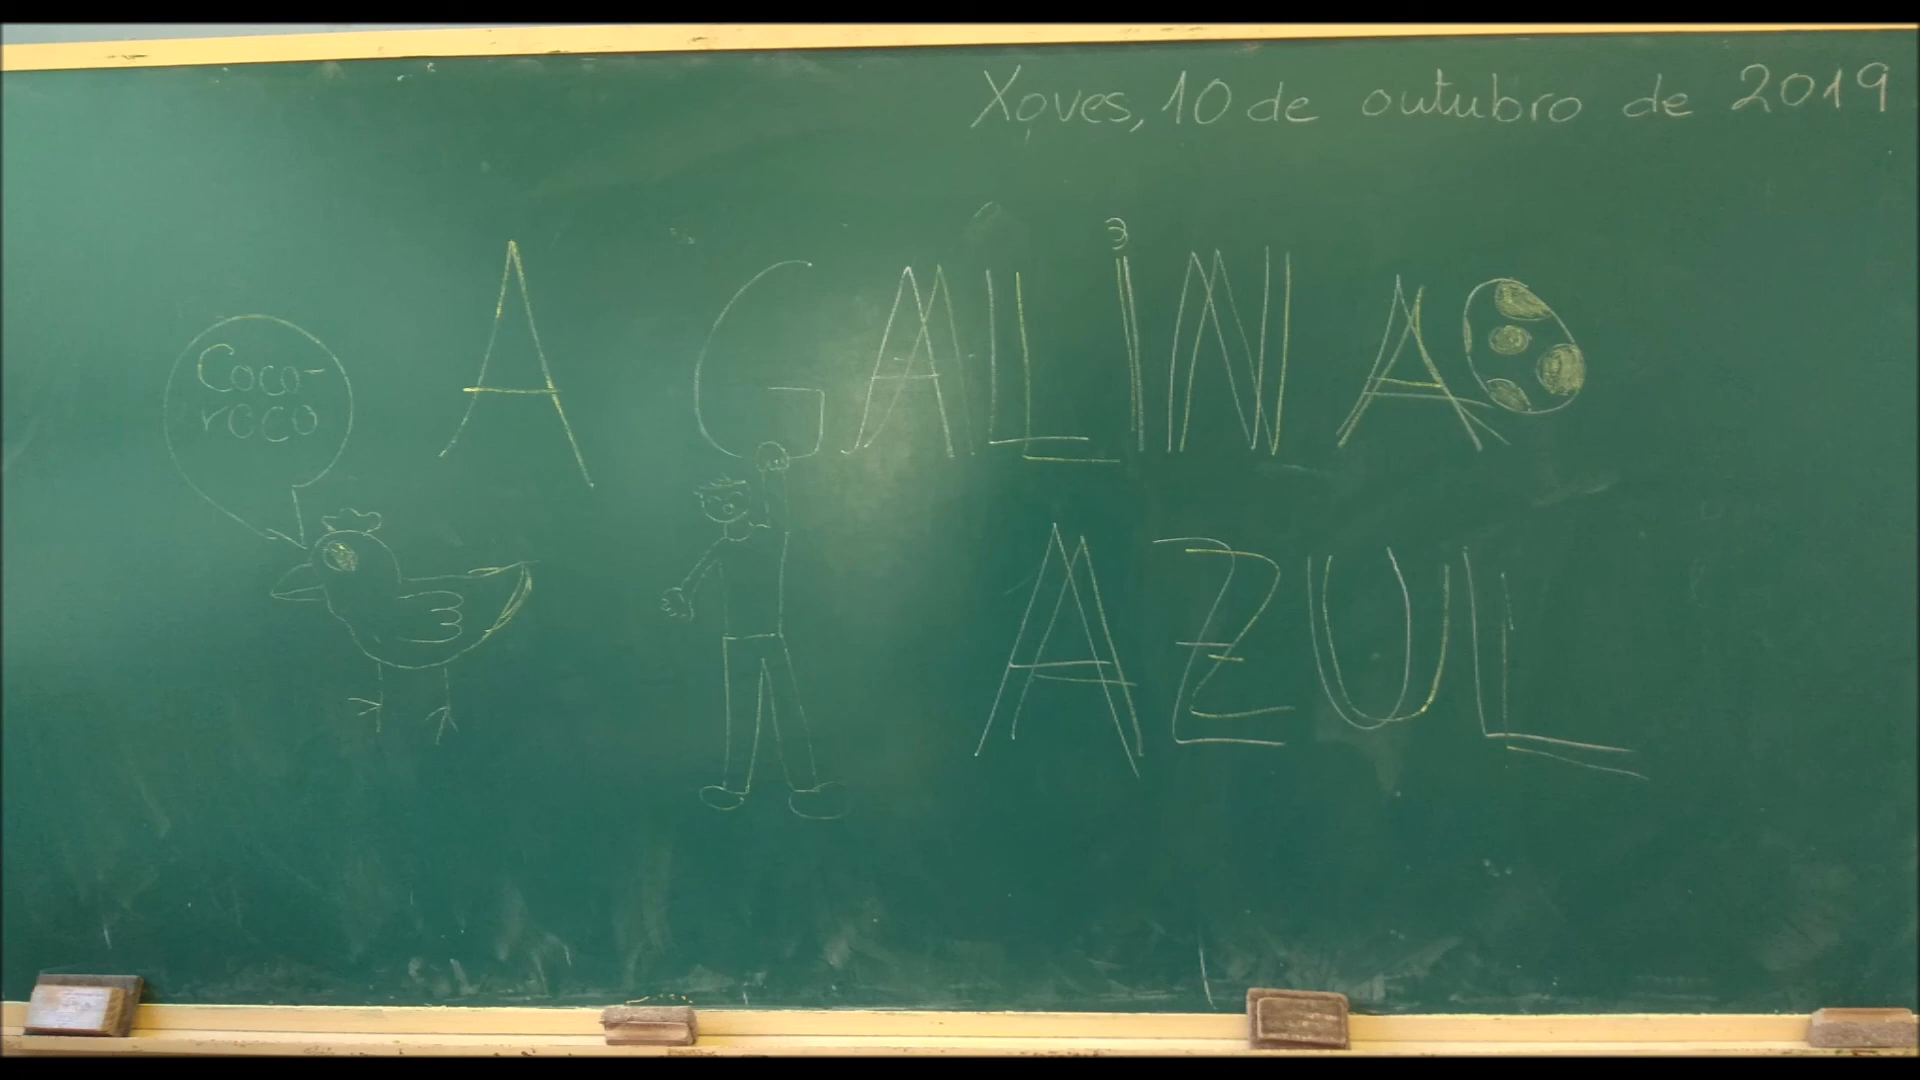 Xoves, 10 de outubro de 2019
A GALIÑA
AZUL
Coco-
roco